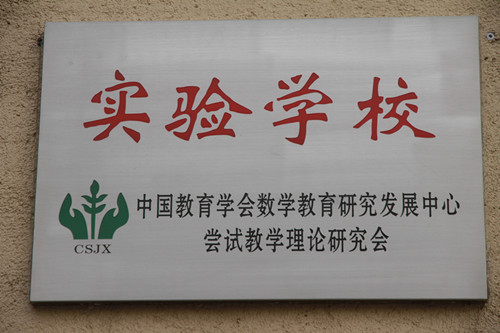 实验学校
中国教育学会数学教育研究发展中心
尝试教学理论研究会
CSJX